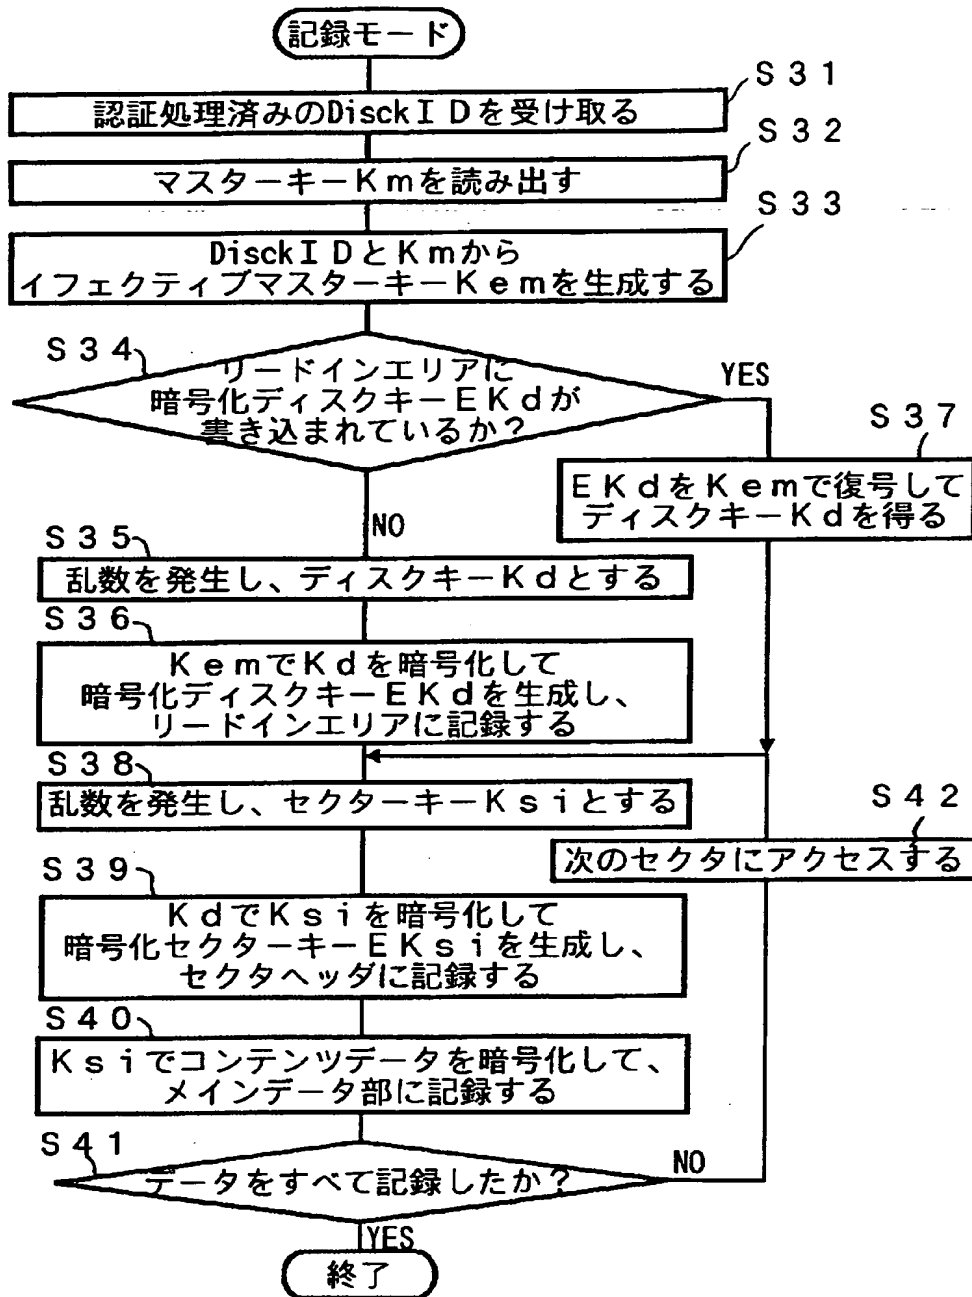 記録モード
S31
認証処理済みのDisckIDを受け取る
S32
マスターキーKmを読み出す
S33
DisckIDとKmから
イフェクティブマスターキーKemを生成する
S34
リードインエリアに
暗号化ディスクキーEKdが
書き込まれているか?
YES
S37
EKdをKemで復号して
ディスクキーKdを得る
NO
S35
乱数を発生し、ディスクキーKdとする
S36
KemでKdを暗号化して
暗号化ディスクキーEKdを生成し、
リードインエリアに記録する
S38
乱数を発生し、セクターキーKsiとする
S42
次のセクタにアクセスする
S39
KdでKsiを暗号化して
暗号化セクターキーEKsiを生成し、
セクタヘッダに記録する
S40
Ksiでコンテンツデータを暗号化して、
メインデータ部に記録する
S41
データをすべて記録したか?
NO
YES
終了